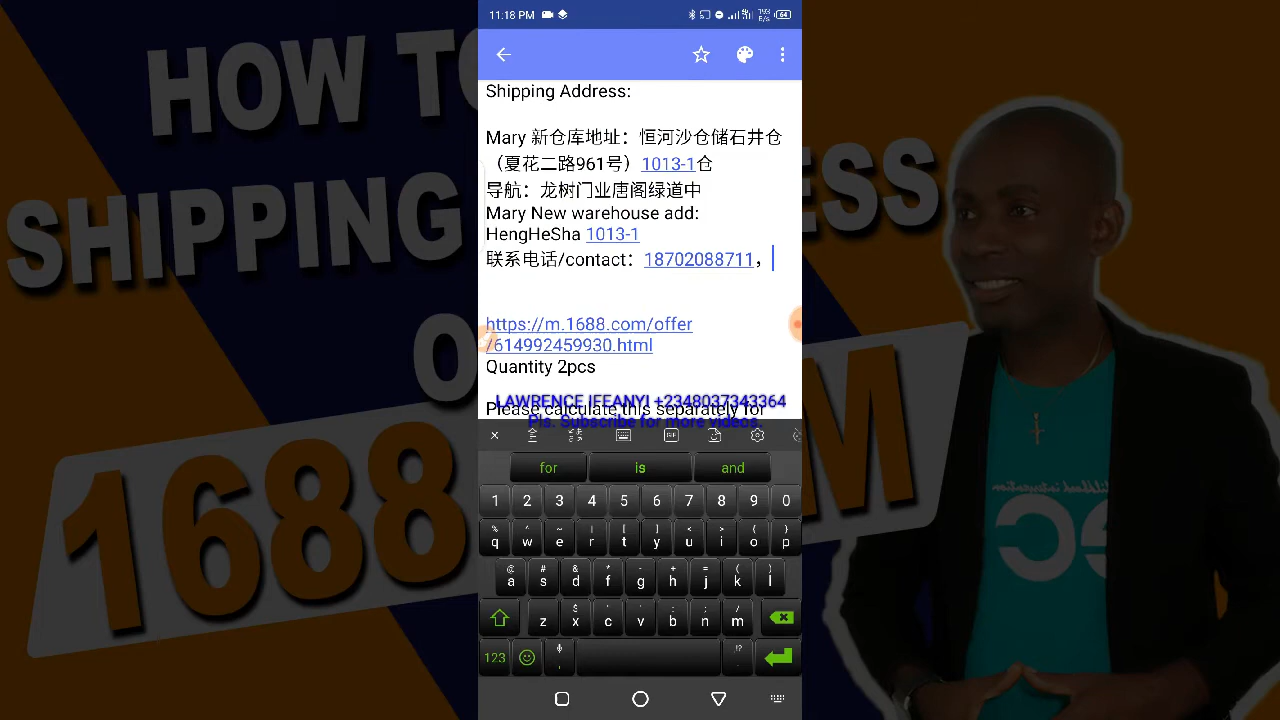 11:18 PM
193 B/s
64
Shipping Address:
Mary 新仓库地址：恒河沙仓储石井仓
（夏花二路961号）1013-1仓
导航：龙树门业唐阁绿道中
Mary New warehouse add:
HengHeSha 1013-1
联系电话/contact：18702088711，
https://m.1688.com/offer
/614992459930.html
Quantity 2pcs
LAWRENCE IFEANYI +2348037343364
Please calculate this separately for
Pls. Subscribe for more videos.
for is and
1 2 3 4 5 6 7 8 9 0
% ^ ~ | [ ] < > { }
q w e r t y u i o p
@ # & * - + = ( )
a s d f g h j k l
$ " ' : ; /
z x c v b n m
123 , !? .
HOW TO
SHIPPING
ESS
O
1688
M